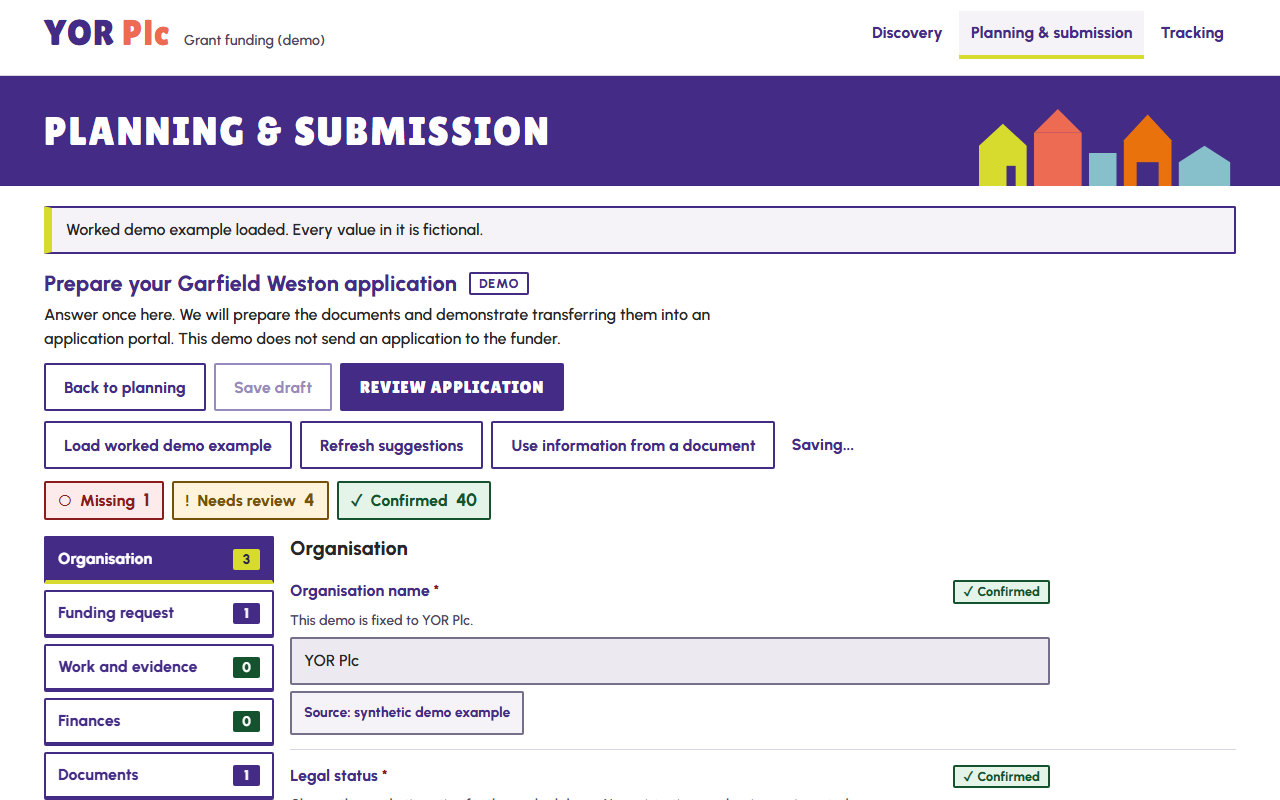 YOR Plc Grant funding (demo)
Discovery
Planning & submission
Tracking
PLANNING & SUBMISSION
Worked demo example loaded. Every value in it is fictional.
Prepare your Garfield Weston application DEMO
Answer once here. We will prepare the documents and demonstrate transferring them into an
application portal. This demo does not send an application to the funder.
Back to planning
Save draft
REVIEW APPLICATION
Load worked demo example
Refresh suggestions
Use information from a document
Saving...
Missing 1
! Needs review 4
✓ Confirmed 40
Organisation 3
Funding request 1
Work and evidence 0
Finances 0
Documents 1
Organisation
Organisation name *
✓ Confirmed
This demo is fixed to YOR Plc.
YOR Plc
Source: synthetic demo example
Legal status *
✓ Confirmed